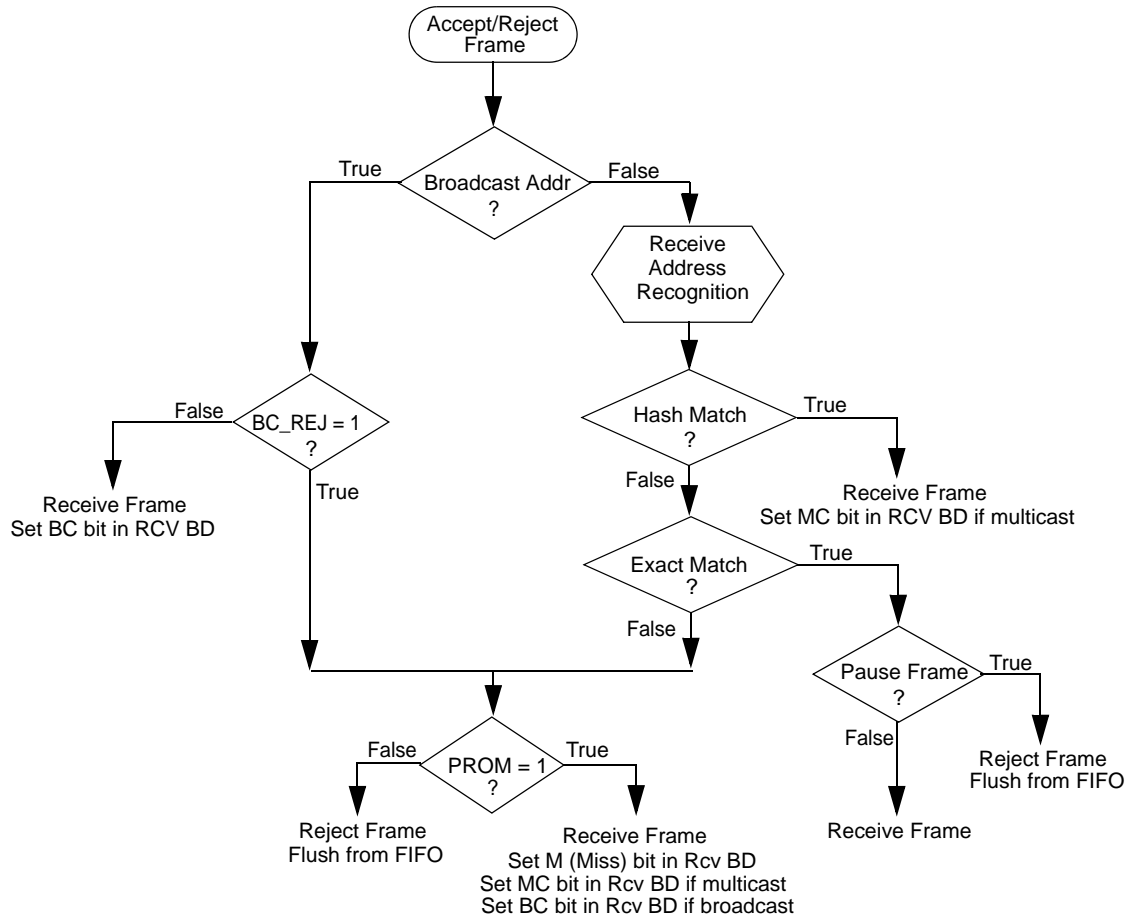 Accept/Reject
Frame
True
Broadcast Addr
?
False
Receive
Address
Recognition
False
BC_REJ = 1
?
True
Hash Match
?
True
False
Receive Frame
Set BC bit in RCV BD
Receive Frame
Set MC bit in RCV BD if multicast
Exact Match
?
True
False
Pause Frame
?
True
False
False
PROM = 1
?
True
Reject Frame
Flush from FIFO
Reject Frame
Flush from FIFO
Receive Frame
Set M (Miss) bit in Rcv BD
Set MC bit in Rcv BD if multicast
Set BC bit in Rcv BD if broadcast
Receive Frame